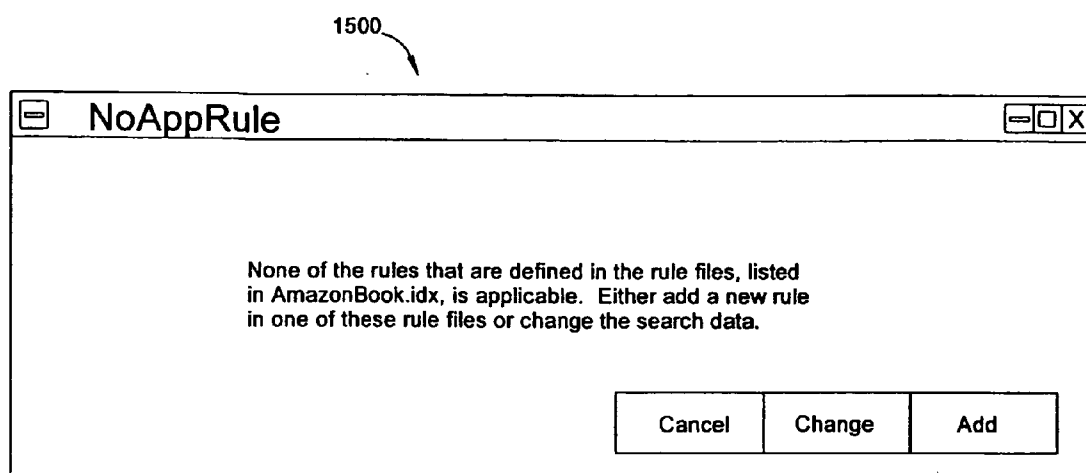 1500
NoAppRule
None of the rules that are defined in the rule files, listed
in AmazonBook.idx, is applicable. Either add a new rule
in one of these rule files or change the search data.
Cancel Change Add